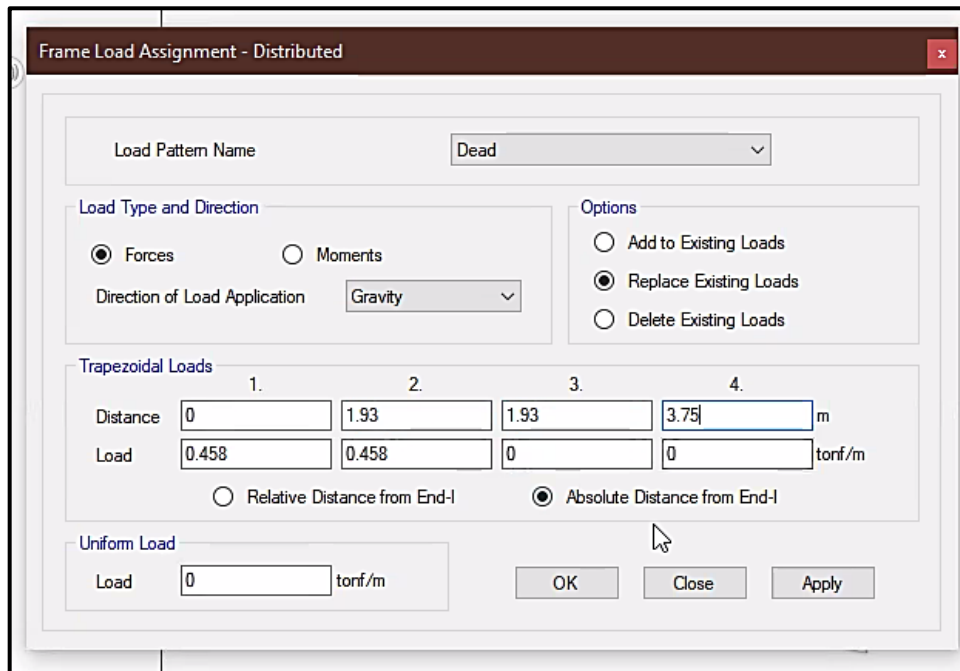 Frame Load Assignment - Distributed
x
Load Pattern Name Dead
Load Type and Direction
Forces Moments
Direction of Load Application Gravity
Options
Add to Existing Loads
Replace Existing Loads
Delete Existing Loads
Trapezoidal Loads
1. 2. 3. 4.
Distance 0 1.93 1.93 3.75 m
Load 0.458 0.458 0 0 tonf/m
Relative Distance from End-I Absolute Distance from End-I
Uniform Load
Load 0 tonf/m
OK Close Apply